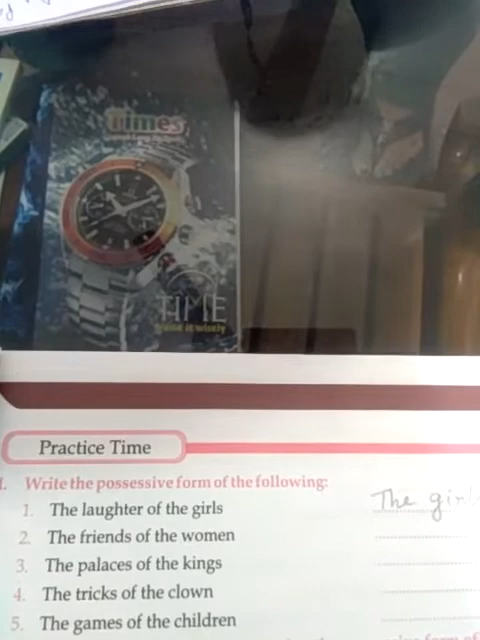 Times
TIME
Practice Time
I. Write the possessive form of the following:
1. The laughter of the girls
The girl
2. The friends of the women
3. The palaces of the kings
4. The tricks of the clown
5. The games of the children